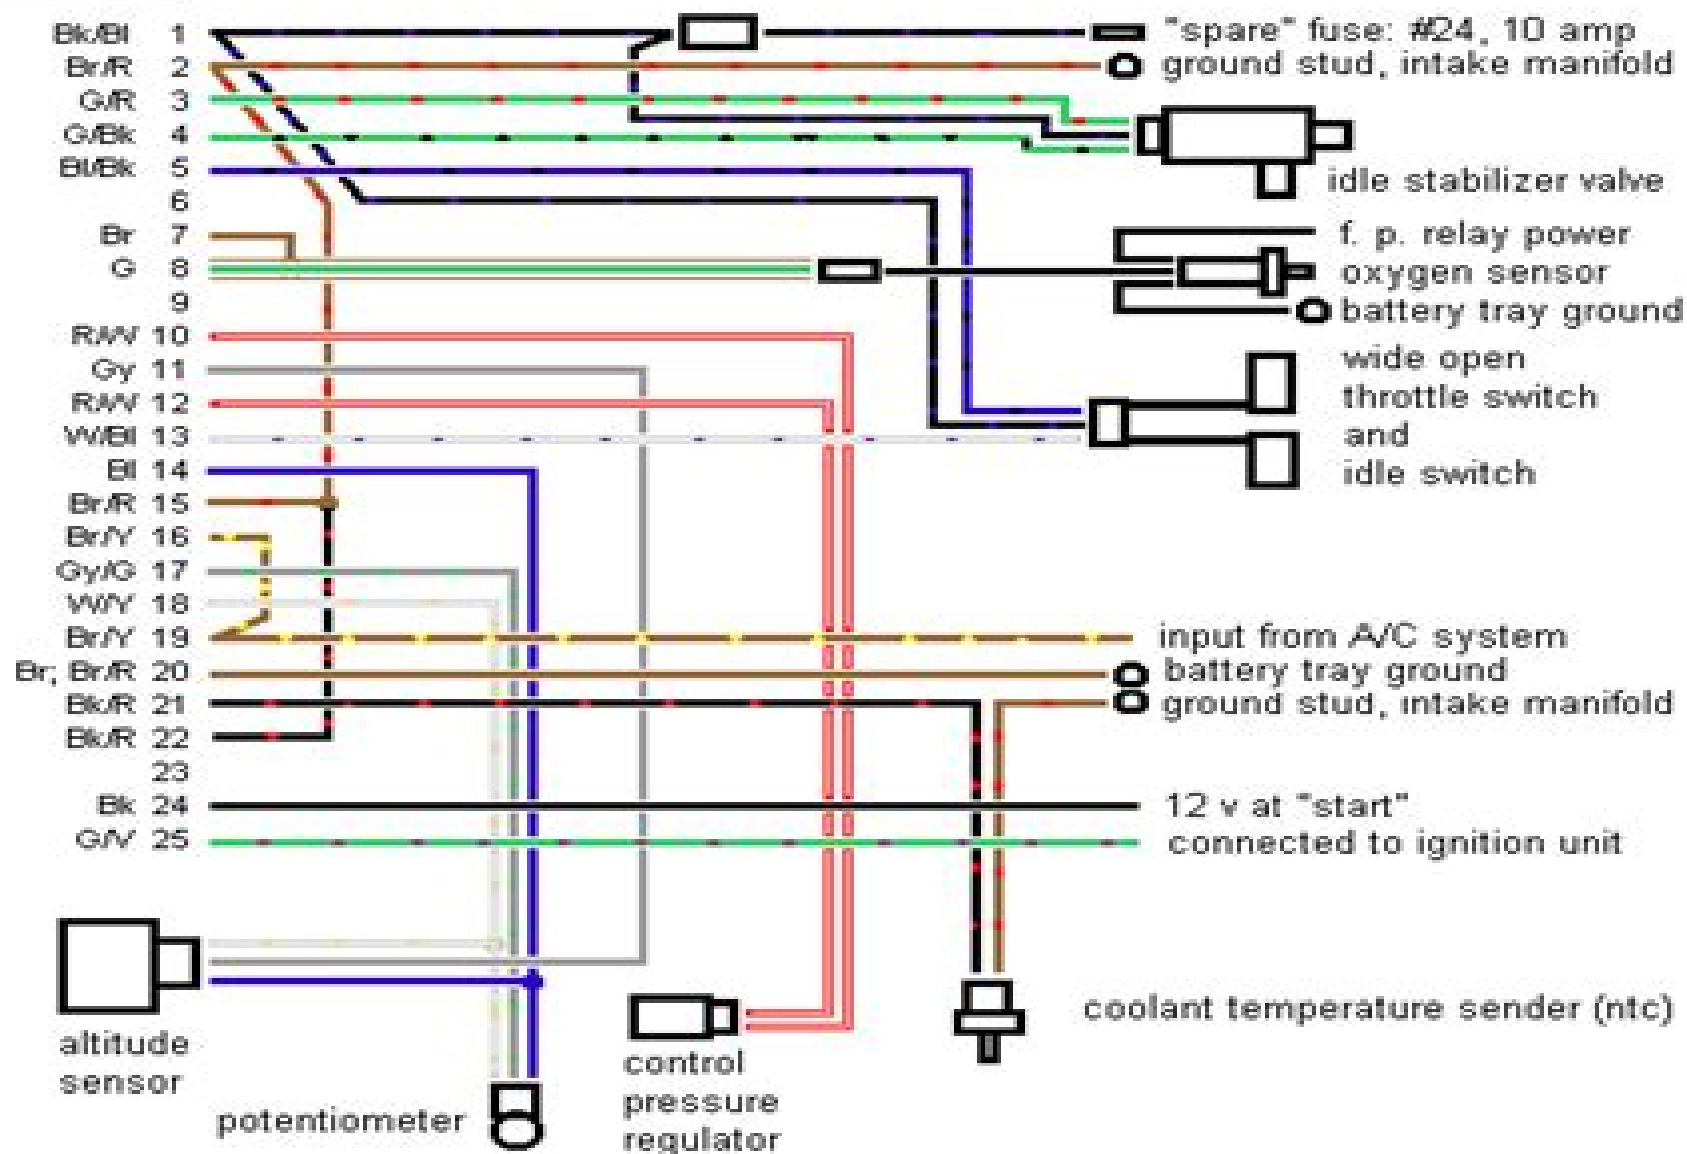 Bk/Bl 1
Br/R 2
G/R 3
G/Bk 4
Bl/Bk 5
6
Br 7
G 8
9
R/W 10
Gy 11
R/W 12
W/Bl 13
Bl 14
Br/R 15
Br/Y 16
Gy/G 17
W/Y 18
Br/Y 19
Br; Br/R 20
Bk/R 21
Bk/R 22
23
Bk 24
G/V 25
"spare" fuse: #24, 10 amp
ground stud, intake manifold
idle stabilizer valve
f. p. relay power
oxygen sensor
battery tray ground
wide open
throttle switch
and
idle switch
input from A/C system
battery tray ground
ground stud, intake manifold
12 v at "start"
connected to ignition unit
coolant temperature sender (ntc)
altitude
sensor
potentiometer
control
pressure
regulator